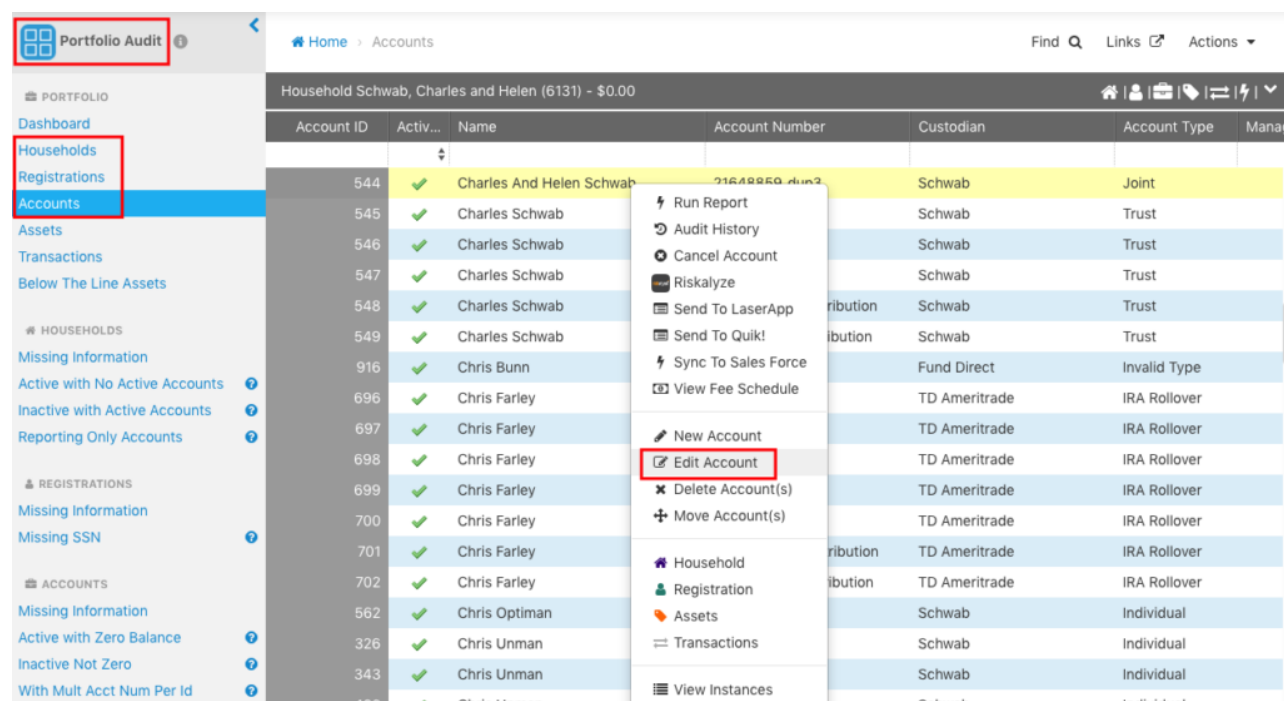 Portfolio Audit
Home › Accounts
Find Links Actions
PORTFOLIO
Dashboard
Households
Registrations
Accounts
Assets
Transactions
Below The Line Assets
HOUSEHOLDS
Missing Information
Active with No Active Accounts
Inactive with Active Accounts
Reporting Only Accounts
REGISTRATIONS
Missing Information
Missing SSN
ACCOUNTS
Missing Information
Active with Zero Balance
Inactive Not Zero
With Mult Acct Num Per Id
Household Schwab, Charles and Helen (6131) - $0.00
Account ID Activ... Name Account Number Custodian Account Type Mana
544 Charles And Helen Schwab 21648859_dup3 Schwab Joint
545 Charles Schwab Schwab Trust
546 Charles Schwab Schwab Trust
547 Charles Schwab Schwab Trust
548 Charles Schwab ribution Schwab Trust
549 Charles Schwab ibution Schwab Trust
916 Chris Bunn Fund Direct Invalid Type
696 Chris Farley TD Ameritrade IRA Rollover
697 Chris Farley TD Ameritrade IRA Rollover
698 Chris Farley TD Ameritrade IRA Rollover
699 Chris Farley TD Ameritrade IRA Rollover
700 Chris Farley TD Ameritrade IRA Rollover
701 Chris Farley ribution TD Ameritrade IRA Rollover
702 Chris Farley ibution TD Ameritrade IRA Rollover
562 Chris Optiman Schwab Individual
326 Chris Unman Schwab Individual
343 Chris Unman Schwab Individual
Run Report
Audit History
Cancel Account
Riskalyze
Send To LaserApp
Send To Quik!
Sync To Sales Force
View Fee Schedule
New Account
Edit Account
Delete Account(s)
Move Account(s)
Household
Registration
Assets
Transactions
View Instances